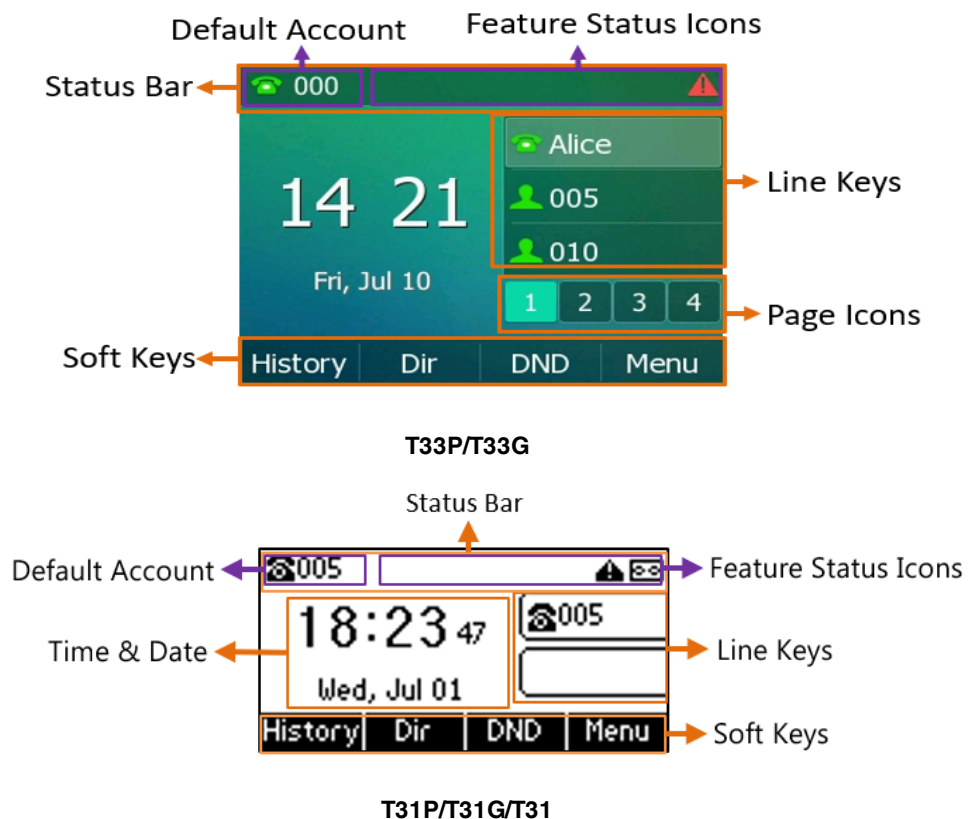 Default Account
Feature Status Icons
Status Bar
000
Alice
Line Keys
14 21
005
010
Fri, Jul 10
1 2 3 4
Page Icons
Soft Keys
History Dir DND Menu
T33P/T33G
Status Bar
Default Account
005
Feature Status Icons
18:23 47
005
Time & Date
Line Keys
Wed, Jul 01
History Dir DND Menu
Soft Keys
T31P/T31G/T31